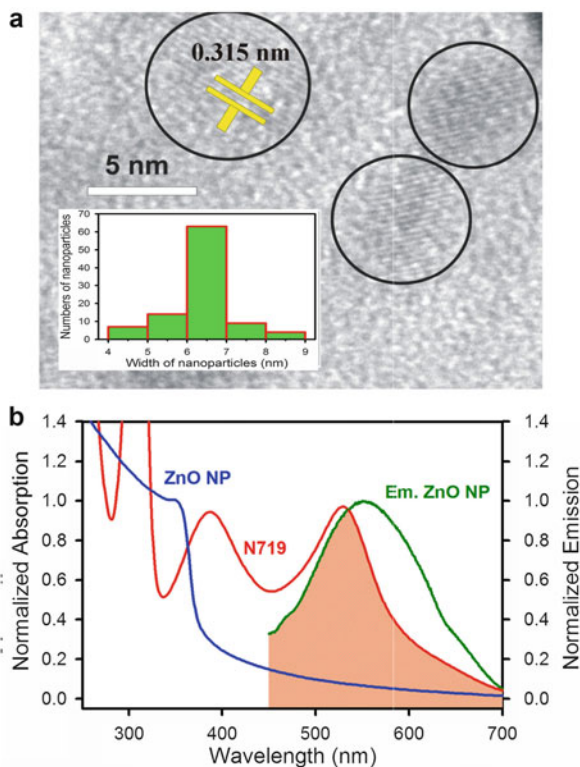 a
0.315 nm
5 nm
Numbers of nanoparticles
70
60
50
40
30
20
10
0
4 5 6 7 8 9
Width of nanoparticles (nm)
b
Normalized Absorption
1.4
1.2
1.0
0.8
0.6
0.4
0.2
0.0
ZnO NP
N719
Em. ZnO NP
1.4
1.2
1.0
0.8
0.6
0.4
0.2
0.0
Normalized Emission
300 400 500 600 700
Wavelength (nm)